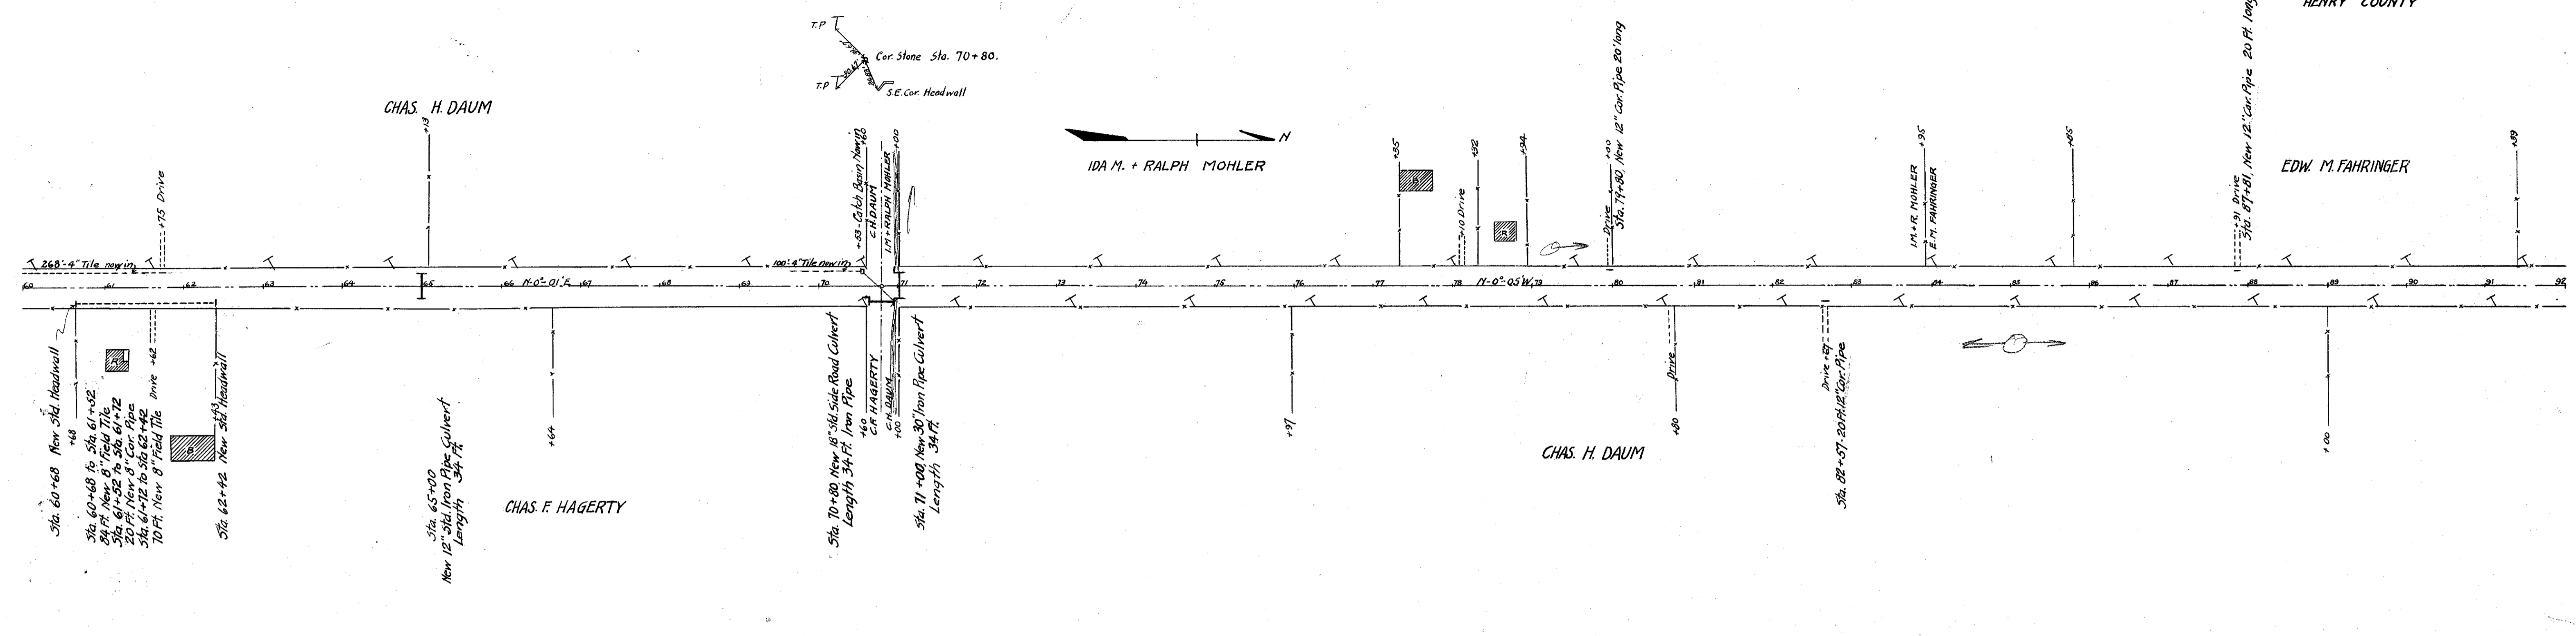 HENRY COUNTY
T.P
Cor. Stone Sta. 70+80.
T.P
S.E. Cor. Headwall
CHAS. H. DAUM
+13
+75 Drive
+53-Catch Basin Now in
+60
C.H. DAUM
I.M + RALPH MOHLER
+00
N
IDA M. + RALPH MOHLER
+35
B
+10 Drive
+32
R
+94
Drive
+00
Sta. 79+80, New 12" Cor. Pipe 20' long
I.M. + R. MOHLER
+95
E.M. FAHRINGER
+65
+91 Drive
Sta. 87+81, New 12" Cor. Pipe 20 Ft. long
EDW. M. FAHRINGER
+39
268'-4" Tile now in
100'-4" Tile now in
60 61 62 63 64 65 66 N-0°-01'E 67 68 69 70 71 72 73 74 75 76 77 78 N-0°-05'W 79 80 81 82 83 84 85 86 87 88 89 90 91 92
Sta. 60+68 New Std. Headwall
+68
Sta. 60+68 to Sta. 61+52
84 Ft. New 8" Field Tile
Sta. 61+52 to Sta. 61+72
20 Ft. New 8" Cor. Pipe
Sta. 61+72 to Sta 62+42
70 Ft. New 8" Field Tile
Drive +62
R
B
+43
Sta 62+42 New Std. Headwall
Sta. 65+00
New 12" Std. Iron Pipe Culvert
Length 34 Ft.
+64
CHAS. F. HAGERTY
Sta. 70+80, New 18" Std. Side Road Culvert
Length 34 Ft. Iron Pipe
+60
C.F. HAGERTY
C.H. DAUM
+00
Sta. 71+00, New 30" Iron Pipe Culvert
Length 34 Ft.
+97
CHAS. H. DAUM
Drive
+80
Drive +67
Sta. 82+57-20 Ft. 12" Cor. Pipe
+00